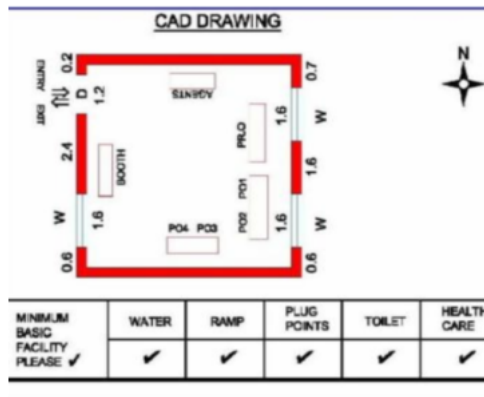 CAD DRAWING
N
0.2
0.7
ENTRY
EXIT
D
1.2
AGENTS
1.6
W
PR.O
2.4
BOOTH
1.6
PO2 PO1
W
1.6
PO4 PO3
1.6
W
0.6
0.6
MINIMUM
BASIC
FACILITY
PLEASE ✓
WATER
RAMP
PLUG
POINTS
TOILET
HEALTH
CARE
✓ ✓ ✓ ✓ ✓